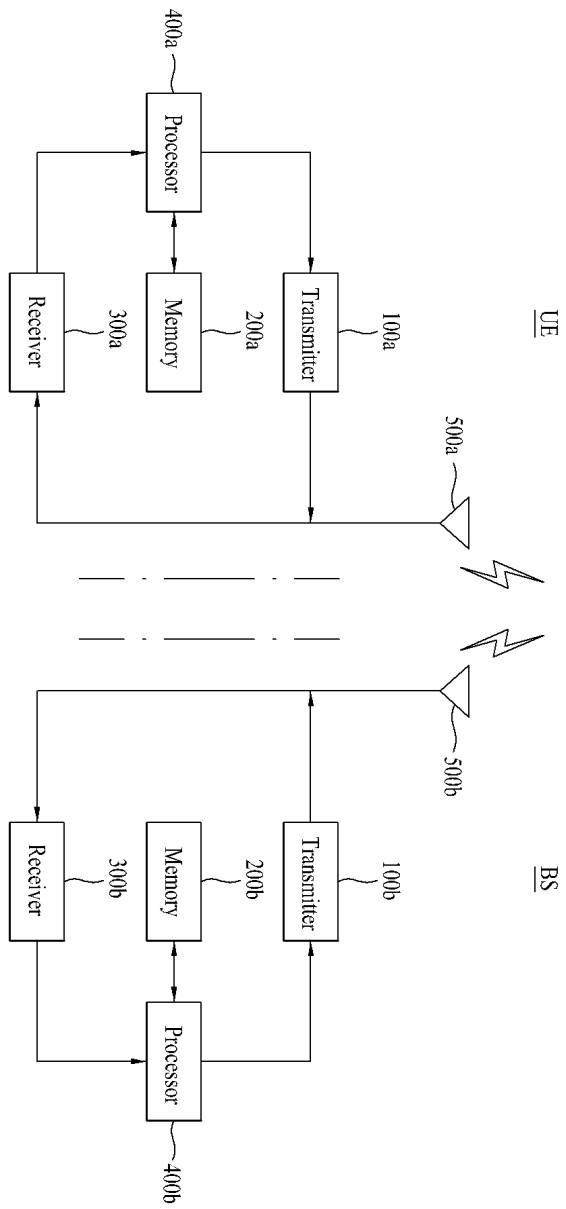 UE
BS
500a
500b
100a
100b
Transmitter
Transmitter
400a
200a
200b
400b
Processor
Memory
Memory
Processor
300a
300b
Receiver
Receiver